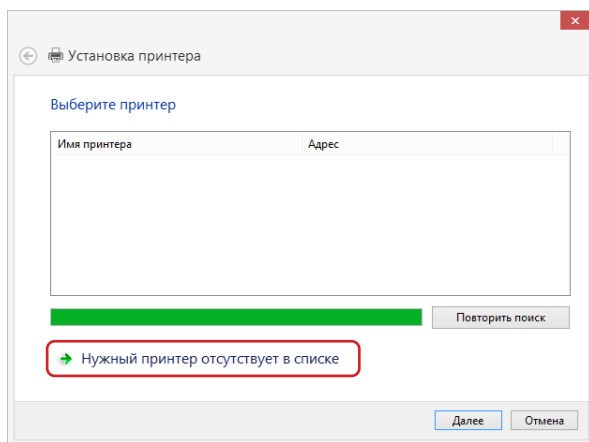 Установка принтера
Выберите принтер
Имя принтера Адрес
Повторить поиск
Нужный принтер отсутствует в списке
Далее Отмена